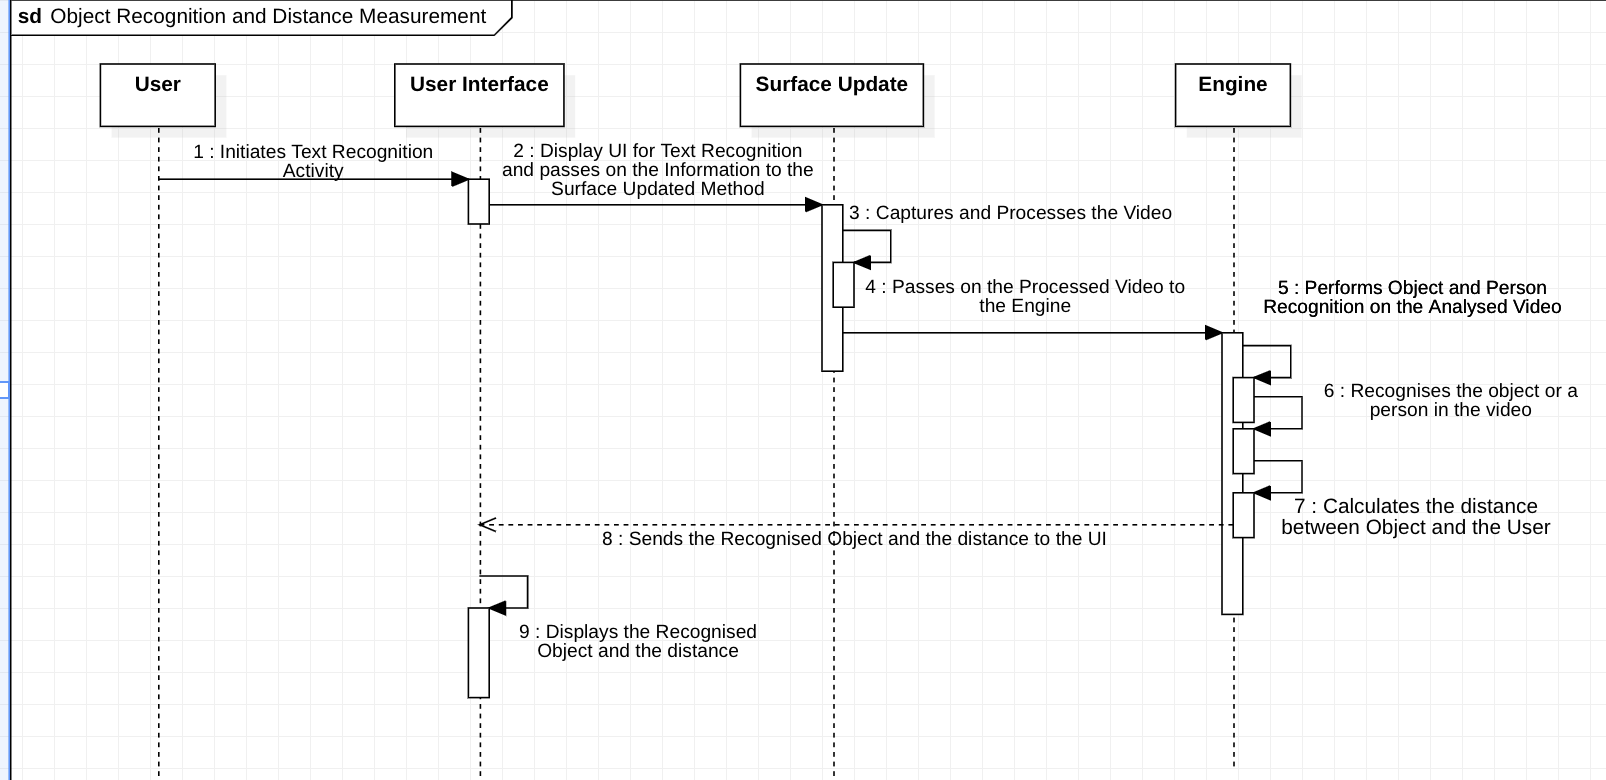 sd Object Recognition and Distance Measurement
User
User Interface
Surface Update
Engine
1 : Initiates Text Recognition
Activity
2 : Display UI for Text Recognition
and passes on the Information to the
Surface Updated Method
3 : Captures and Processes the Video
4 : Passes on the Processed Video to
the Engine
5 : Performs Object and Person
Recognition on the Analysed Video
6 : Recognises the object or a
person in the video
7 : Calculates the distance
between Object and the User
8 : Sends the Recognised Object and the distance to the UI
9 : Displays the Recognised
Object and the distance